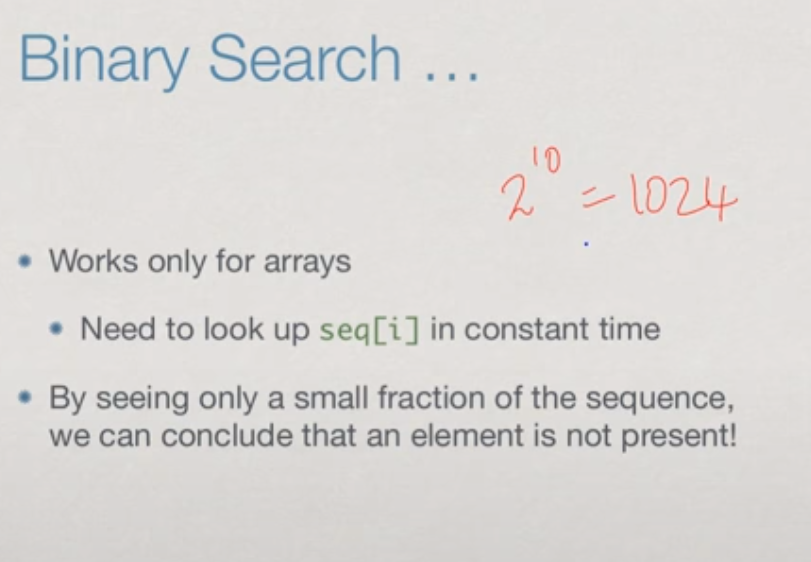 Binary Search ...
2^10 = 1024
• Works only for arrays
• Need to look up seq[i] in constant time
• By seeing only a small fraction of the sequence,
we can conclude that an element is not present!